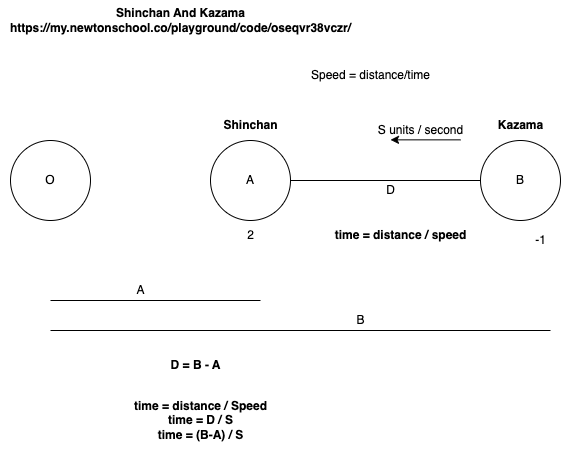 Shinchan And Kazama
https://my.newtonschool.co/playground/code/oseqvr38vczr/
Speed = distance/time
Shinchan
S units / second
Kazama
O
A
D
B
2
time = distance / speed
-1
A
B
D = B - A
time = distance / Speed
time = D / S
time = (B-A) / S